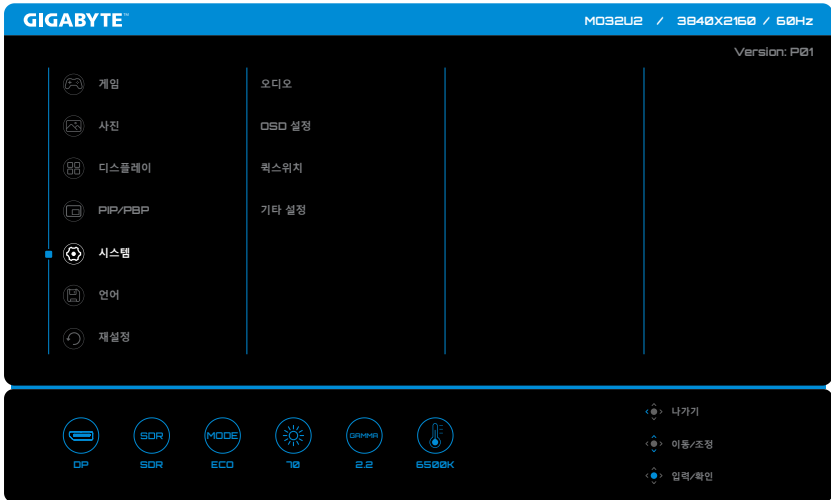 GIGABYTE™ MO32U2 / 3840X2160 / 60Hz
Version: P01
게임 오디오
사진 OSD 설정
디스플레이 퀵스위치
PIP/PBP 기타 설정
시스템
언어
재설정
나가기
SDR MODE GAMMA
이동/조정
DP SDR ECO 70 2.2 6500K
입력/확인